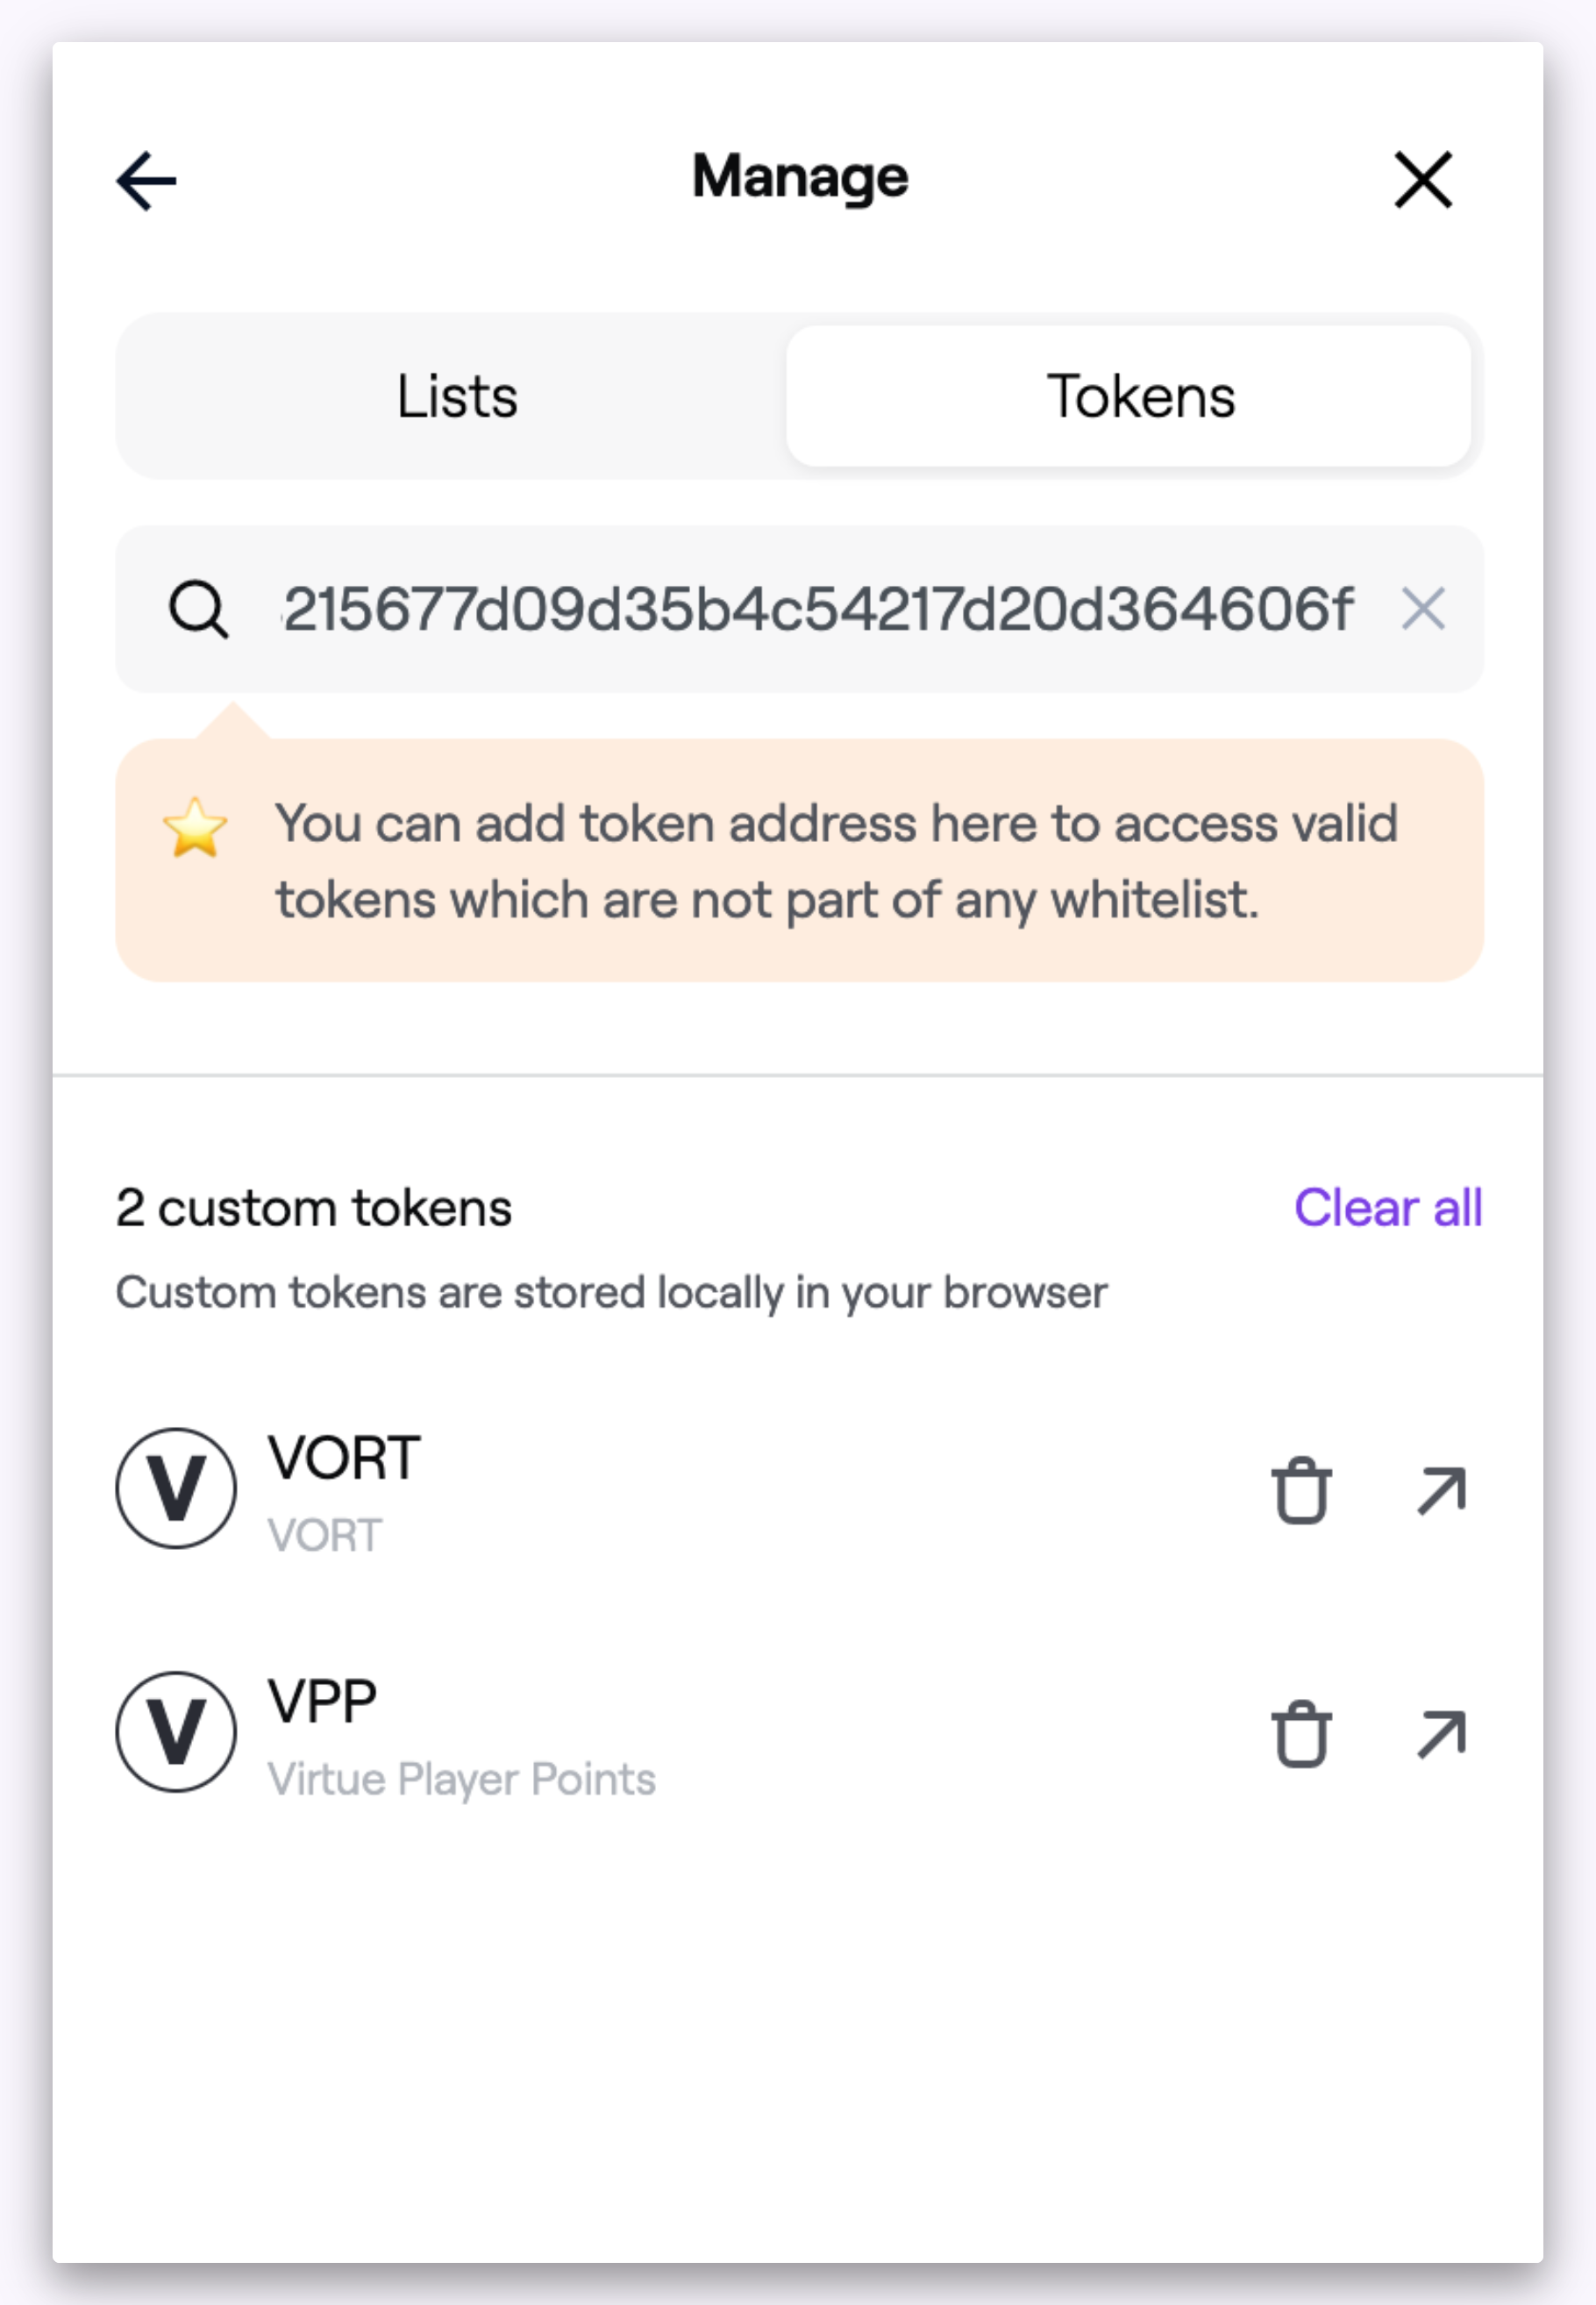 Manage
Lists
Tokens
215677d09d35b4c54217d20d364606f
You can add token address here to access valid
tokens which are not part of any whitelist.
2 custom tokens
Clear all
Custom tokens are stored locally in your browser
V
VORT
VORT
V
VPP
Virtue Player Points